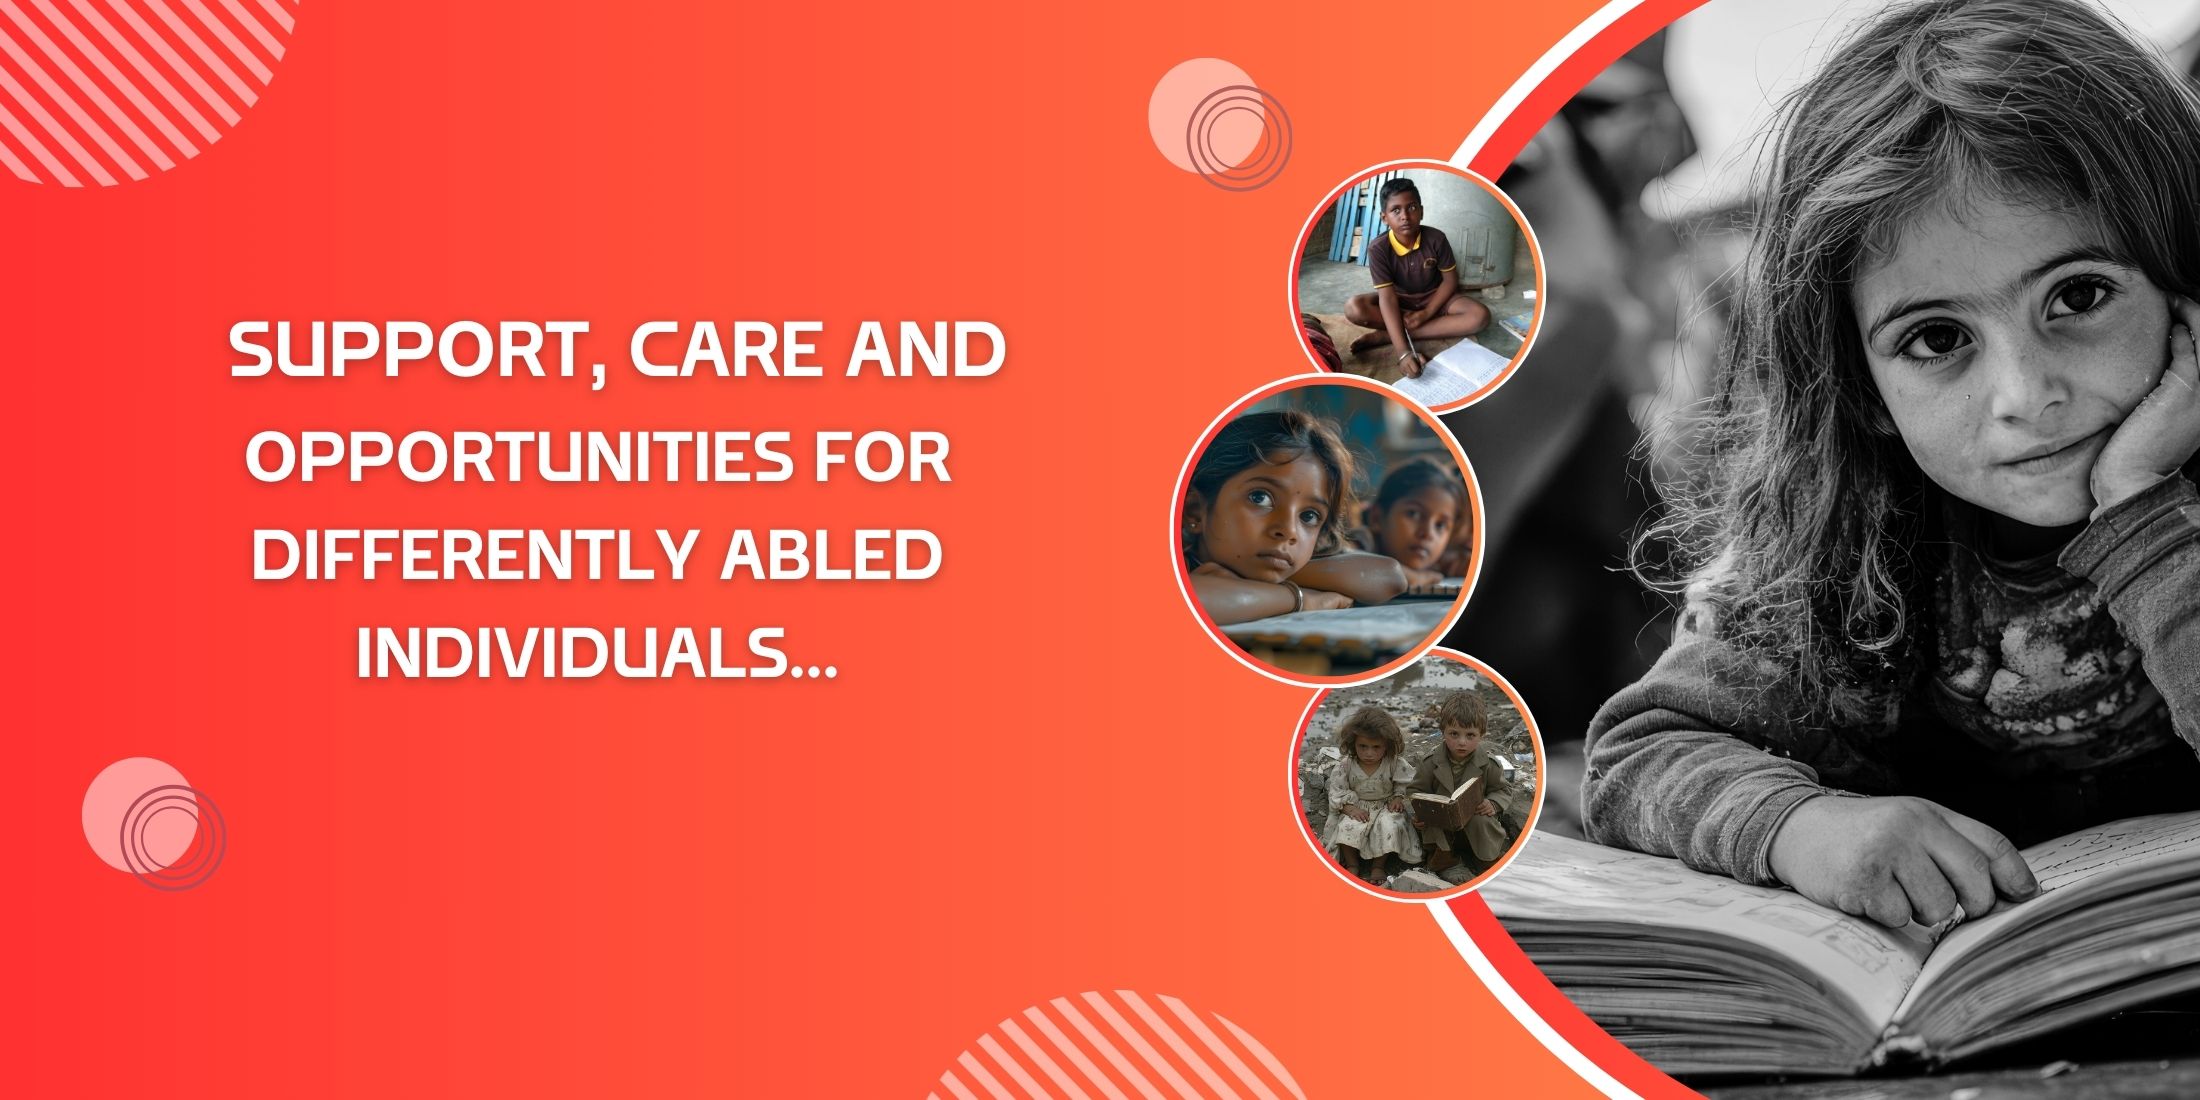 SUPPORT, CARE AND
OPPORTUNITIES FOR
DIFFERENTLY ABLED
INDIVIDUALS...